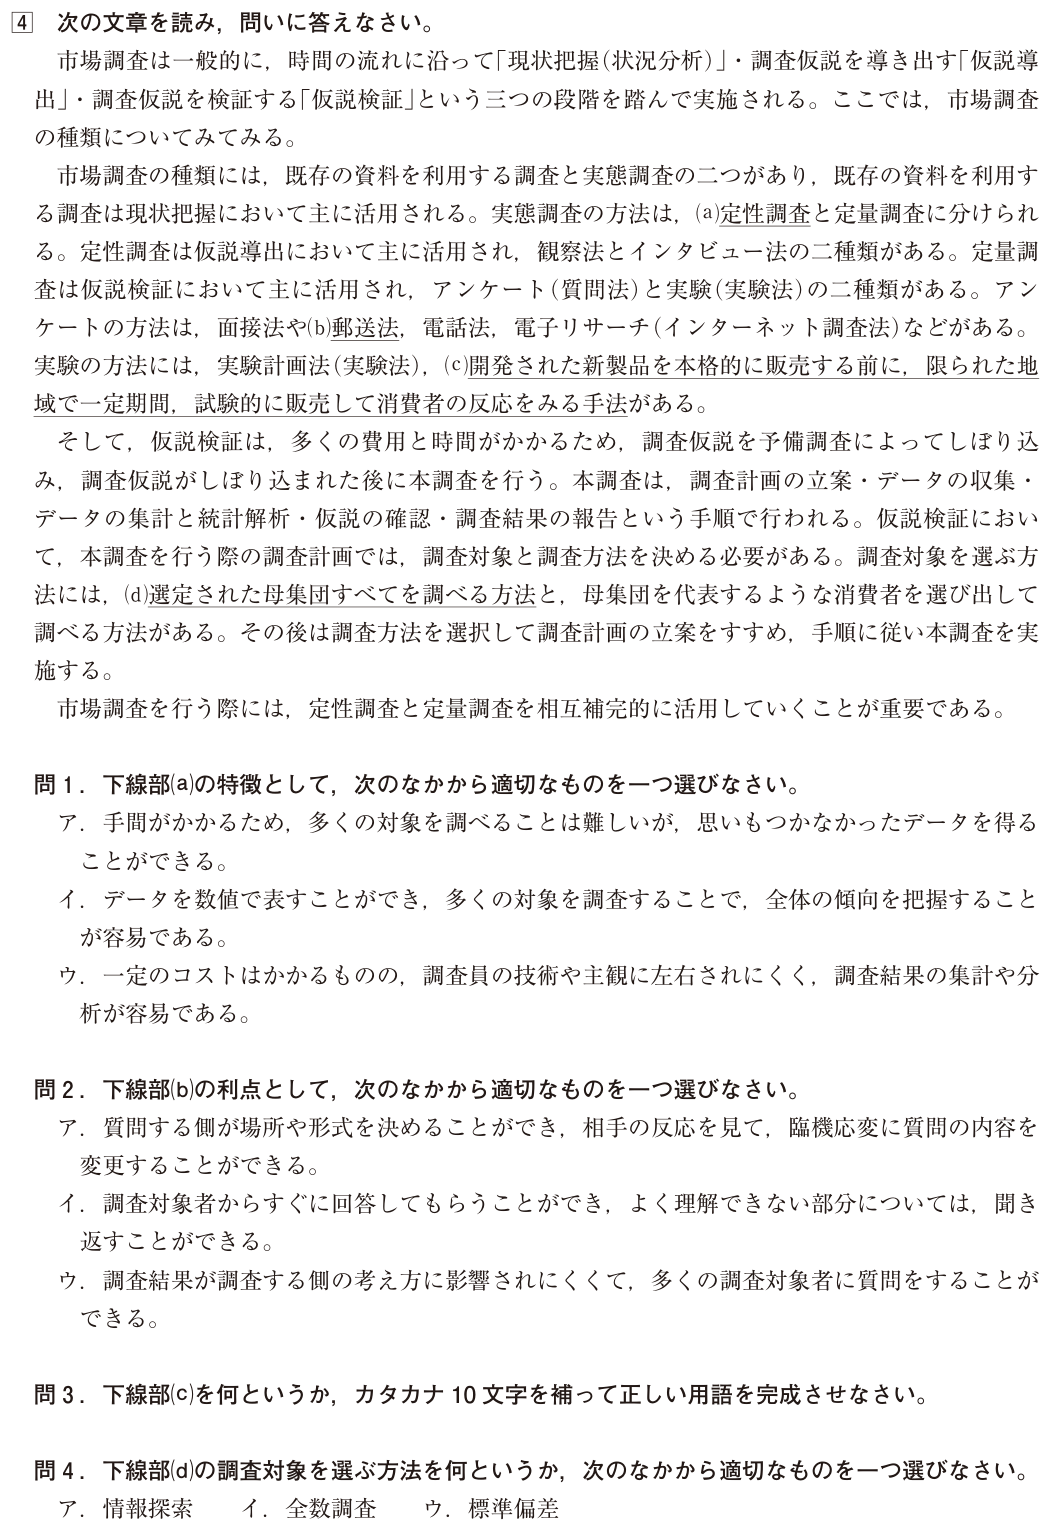 4　次の文章を読み，問いに答えなさい。
市場調査は一般的に，時間の流れに沿って「現状把握(状況分析)」・調査仮説を導き出す「仮説導
出」・調査仮説を検証する「仮説検証」という三つの段階を踏んで実施される。ここでは，市場調査
の種類についてみてみる。
市場調査の種類には，既存の資料を利用する調査と実態調査の二つがあり，既存の資料を利用す
る調査は現状把握において主に活用される。実態調査の方法は，(a)定性調査と定量調査に分けられ
る。定性調査は仮説導出において主に活用され，観察法とインタビュー法の二種類がある。定量調
査は仮説検証において主に活用され，アンケート(質問法)と実験(実験法)の二種類がある。アン
ケートの方法は，面接法や(b)郵送法，電話法，電子リサーチ(インターネット調査法)などがある。
実験の方法には，実験計画法(実験法)，(c)開発された新製品を本格的に販売する前に，限られた地
域で一定期間，試験的に販売して消費者の反応をみる手法がある。
そして，仮説検証は，多くの費用と時間がかかるため，調査仮説を予備調査によってしぼり込
み，調査仮説がしぼり込まれた後に本調査を行う。本調査は，調査計画の立案・データの収集・
データの集計と統計解析・仮説の確認・調査結果の報告という手順で行われる。仮説検証におい
て，本調査を行う際の調査計画では，調査対象と調査方法を決める必要がある。調査対象を選ぶ方
法には，(d)選定された母集団すべてを調べる方法と，母集団を代表するような消費者を選び出して
調べる方法がある。その後は調査方法を選択して調査計画の立案をすすめ，手順に従い本調査を実
施する。
市場調査を行う際には，定性調査と定量調査を相互補完的に活用していくことが重要である。
問1．下線部(a)の特徴として，次のなかから適切なものを一つ選びなさい。
ア．手間がかかるため，多くの対象を調べることは難しいが，思いもつかなかったデータを得る
ことができる。
イ．データを数値で表すことができ，多くの対象を調査することで，全体の傾向を把握すること
が容易である。
ウ．一定のコストはかかるものの，調査員の技術や主観に左右されにくく，調査結果の集計や分
析が容易である。
問2．下線部(b)の利点として，次のなかから適切なものを一つ選びなさい。
ア．質問する側が場所や形式を決めることができ，相手の反応を見て，臨機応変に質問の内容を
変更することができる。
イ．調査対象者からすぐに回答してもらうことができ，よく理解できない部分については，聞き
返すことができる。
ウ．調査結果が調査する側の考え方に影響されにくくて，多くの調査対象者に質問をすることが
できる。
問3．下線部(c)を何というか，カタカナ10文字を補って正しい用語を完成させなさい。
問4．下線部(d)の調査対象を選ぶ方法を何というか，次のなかから適切なものを一つ選びなさい。
ア．情報探索　　イ．全数調査　　ウ．標準偏差